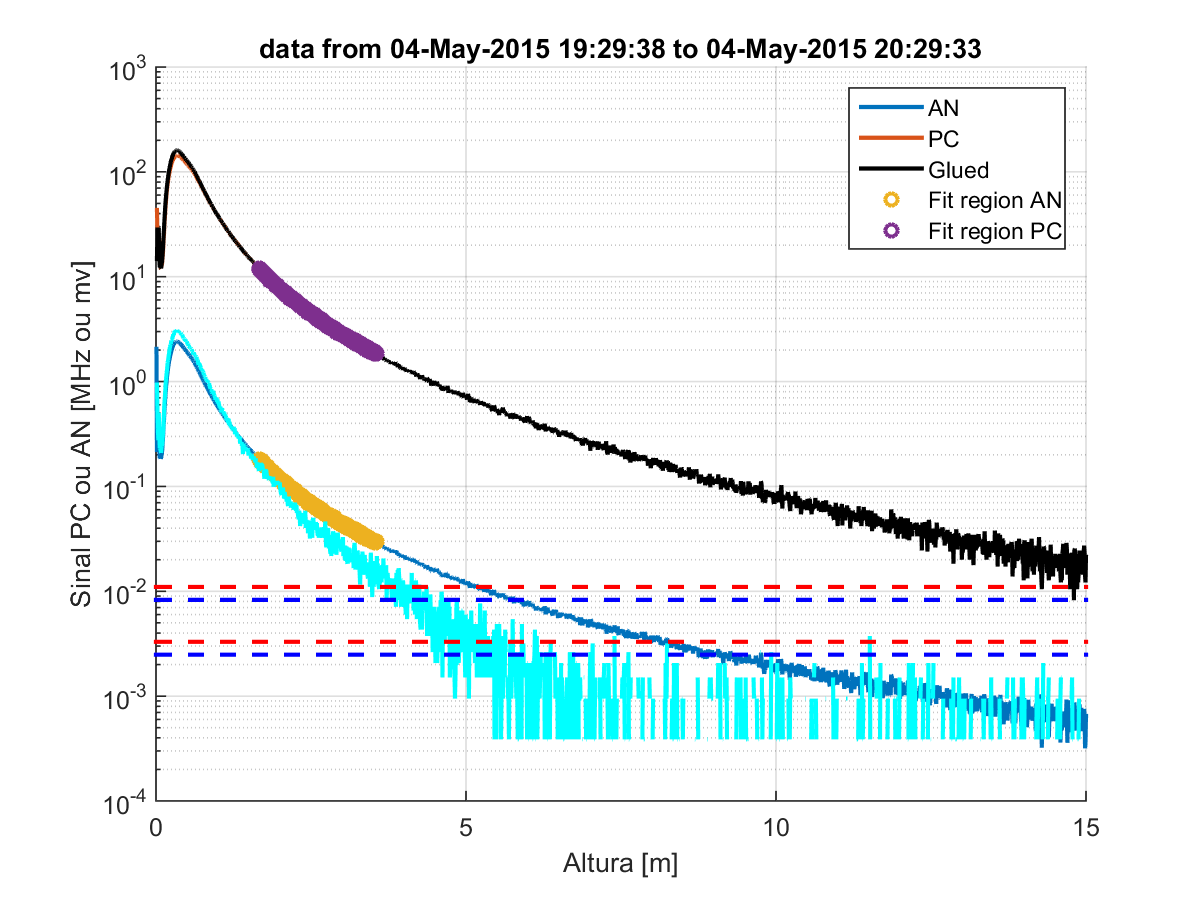 data from 04-May-2015 19:29:38 to 04-May-2015 20:29:33
10^3
10^2
10^1
10^0
10^-1
10^-2
10^-3
10^-4
Sinal PC ou AN [MHz ou mv]
AN
PC
Glued
Fit region AN
Fit region PC
0
5
10
15
Altura [m]